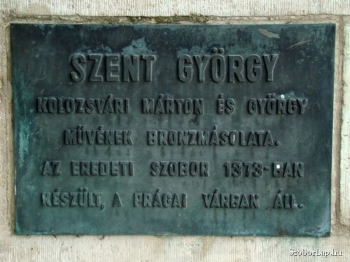 SZENT GYÖRGY
KOLOZSVÁRI MÁRTON ÉS GYÖRGY
MŰVÉNEK BRONZMÁSOLATA.
AZ EREDETI SZOBOR 1373-BAN
KÉSZÜLT, A PRÁGAI VÁRBAN ÁLL.
SzoborLap.hu